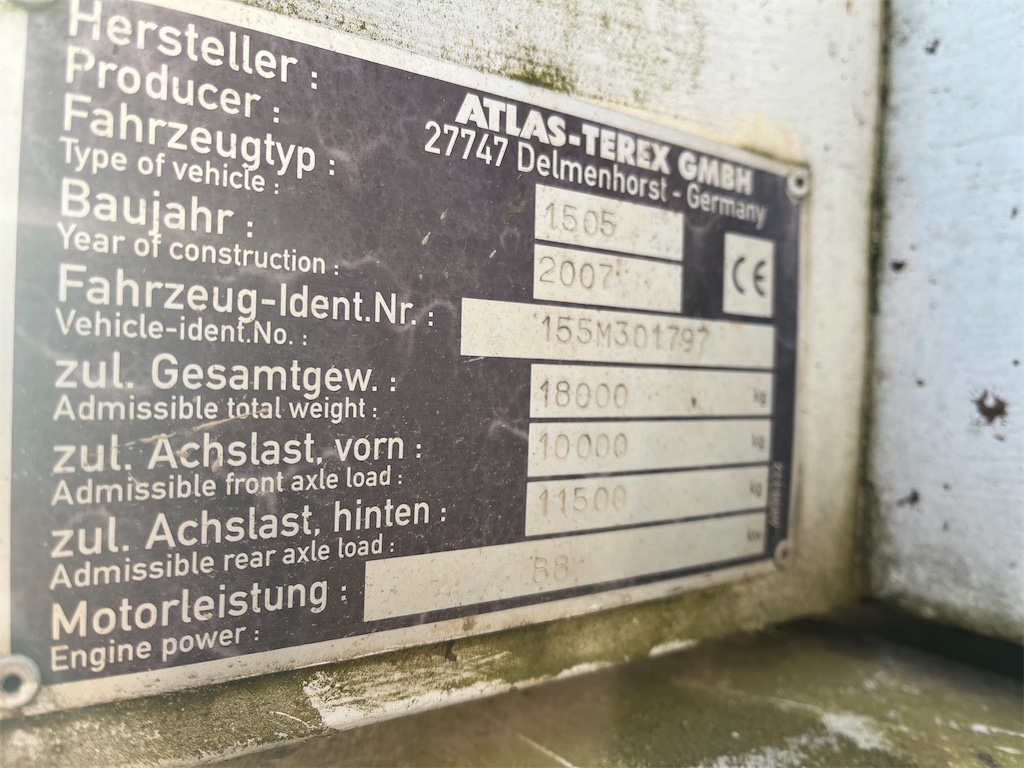 Hersteller :
Producer :
ATLAS-TEREX GMBH
27747 Delmenhorst - Germany
Fahrzeugtyp :
Type of vehicle :
1505
Baujahr :
Year of construction :
2007
CE
Fahrzeug-Ident.Nr. :
Vehicle-ident.No. :
155M301797
zul. Gesamtgew. :
Admissible total weight :
18000 kg
zul. Achslast, vorn :
Admissible front axle load :
10000 kg
zul. Achslast, hinten :
Admissible rear axle load :
11500 kg
Motorleistung :
Engine power :
88 kW